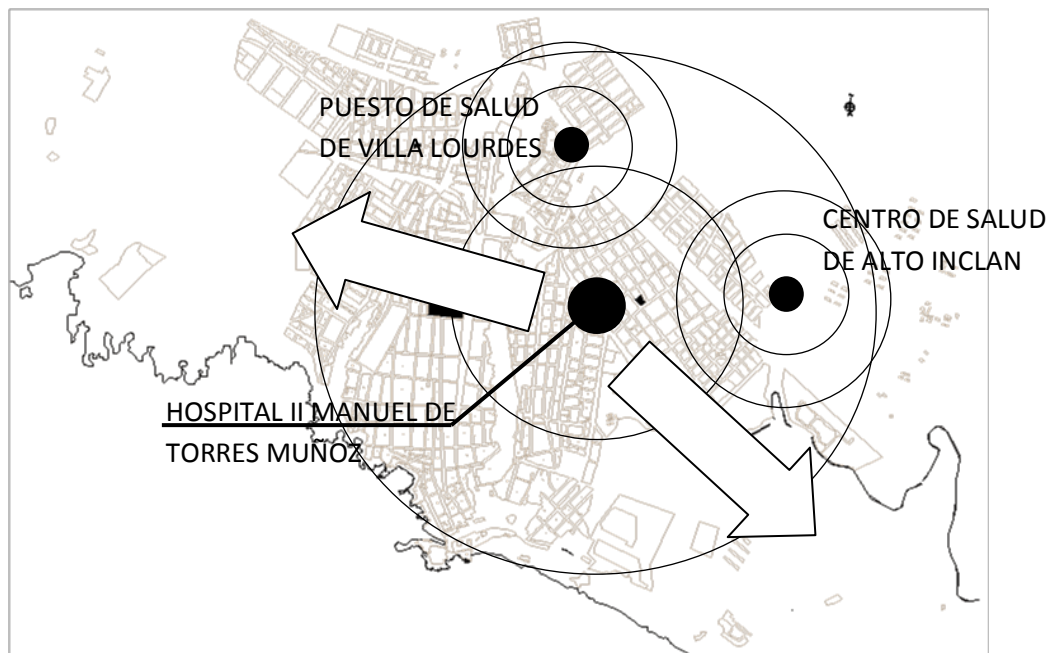 PUESTO DE SALUD
DE VILLA LOURDES
CENTRO DE SALUD
DE ALTO INCLAN
HOSPITAL II MANUEL DE
TORRES MUÑOZ